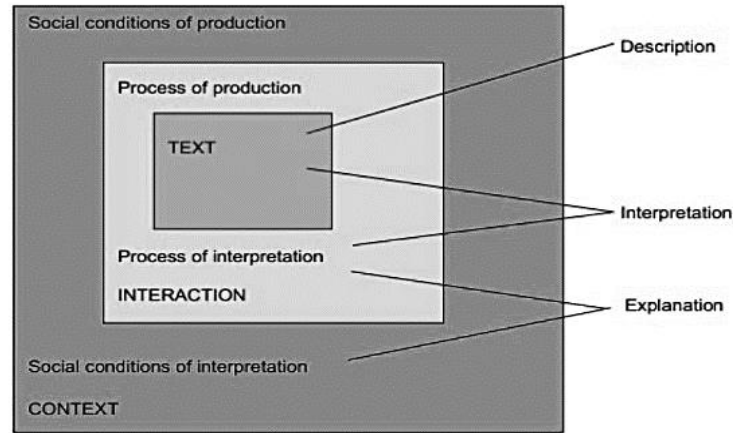 Social conditions of production
Description
Process of production
TEXT
Interpretation
Process of interpretation
INTERACTION
Explanation
Social conditions of interpretation
CONTEXT